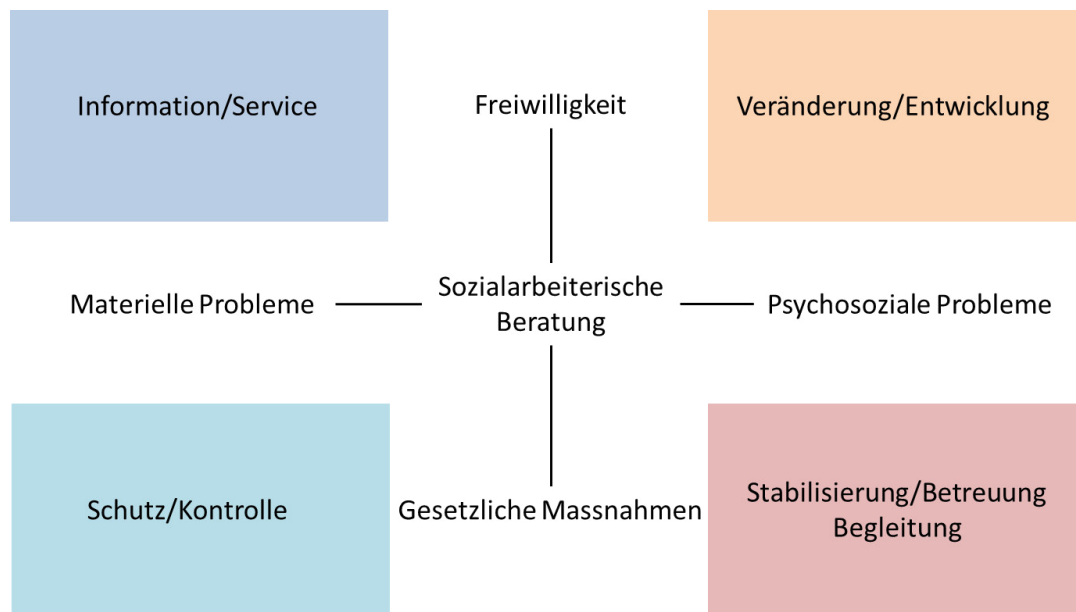 Information/Service
Freiwilligkeit
Veränderung/Entwicklung
Materielle Probleme
Sozialarbeiterische
Beratung
Psychosoziale Probleme
Schutz/Kontrolle
Gesetzliche Massnahmen
Stabilisierung/Betreuung
Begleitung